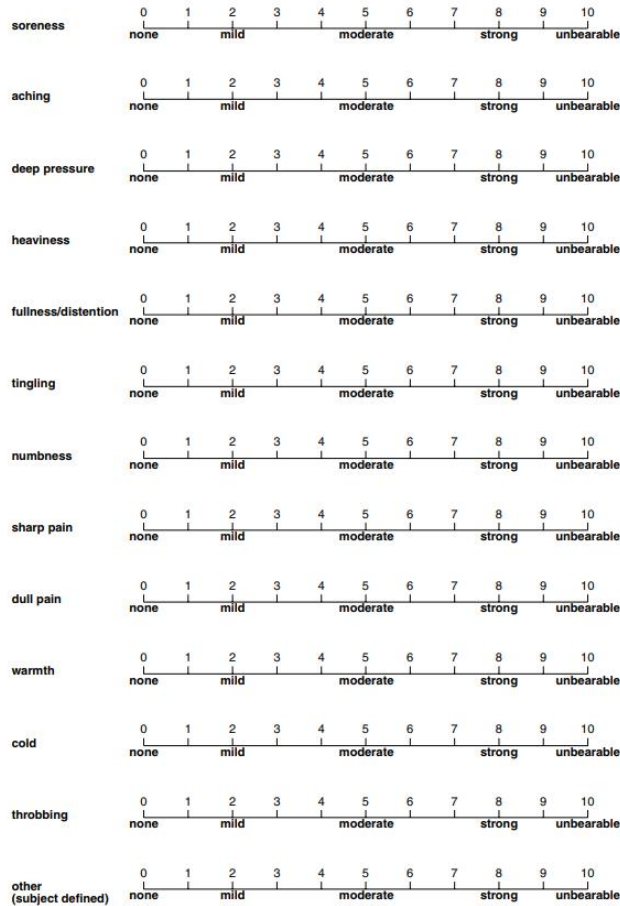 0 1 2 3 4 5 6 7 8 9 10
soreness
none mild moderate strong unbearable
0 1 2 3 4 5 6 7 8 9 10
aching
none mild moderate strong unbearable
0 1 2 3 4 5 6 7 8 9 10
deep pressure
none mild moderate strong unbearable
0 1 2 3 4 5 6 7 8 9 10
heaviness
none mild moderate strong unbearable
0 1 2 3 4 5 6 7 8 9 10
fullness/distention
none mild moderate strong unbearable
0 1 2 3 4 5 6 7 8 9 10
tingling
none mild moderate strong unbearable
0 1 2 3 4 5 6 7 8 9 10
numbness
none mild moderate strong unbearable
0 1 2 3 4 5 6 7 8 9 10
sharp pain
none mild moderate strong unbearable
0 1 2 3 4 5 6 7 8 9 10
dull pain
none mild moderate strong unbearable
0 1 2 3 4 5 6 7 8 9 10
warmth
none mild moderate strong unbearable
0 1 2 3 4 5 6 7 8 9 10
cold
none mild moderate strong unbearable
0 1 2 3 4 5 6 7 8 9 10
throbbing
none mild moderate strong unbearable
0 1 2 3 4 5 6 7 8 9 10
other
(subject defined) none mild moderate strong unbearable